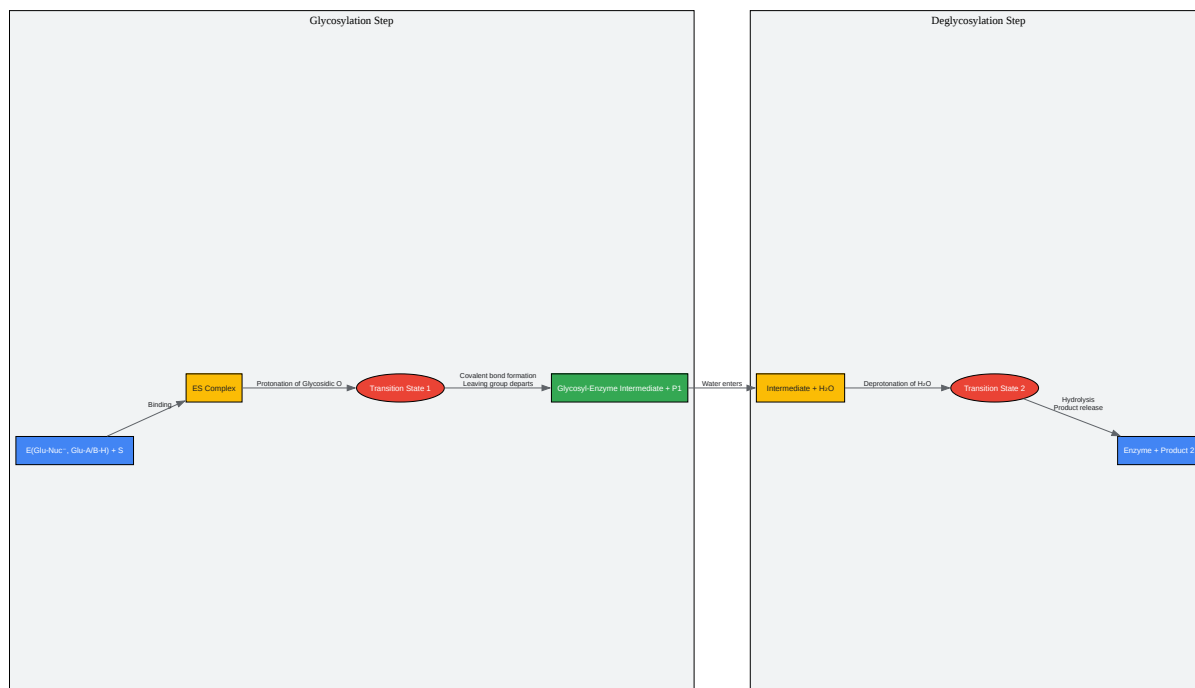 Glycosylation Step
Deglycosylation Step
Binding
Protonation of Glycosidic O
Covalent bond formation
Leaving group departs
Water enters
Deprotonation of H₂O
Hydrolysis
Product release
E(Glu-Nuc⁻, Glu-A/B-H) + S
ES Complex
Transition State 1
Glycosyl-Enzyme Intermediate + P1
Intermediate + H₂O
Transition State 2
Enzyme + Product 2